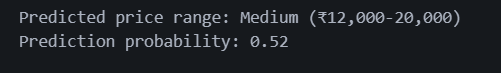 Predicted price range: Medium (₹12,000-20,000)
Prediction probability: 0.52